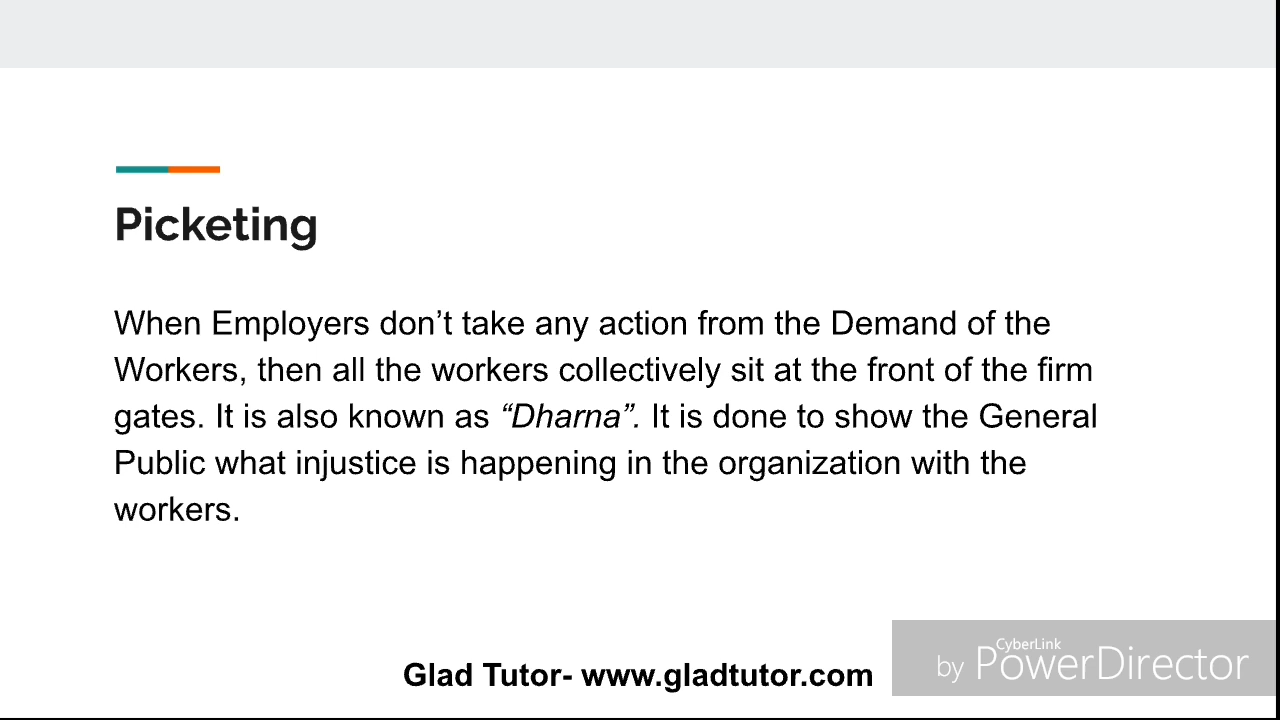 Picketing
When Employers don’t take any action from the Demand of the
Workers, then all the workers collectively sit at the front of the firm
gates. It is also known as “Dharna”. It is done to show the General
Public what injustice is happening in the organization with the
workers.
Glad Tutor- www.gladtutor.com
CyberLink
by PowerDirector